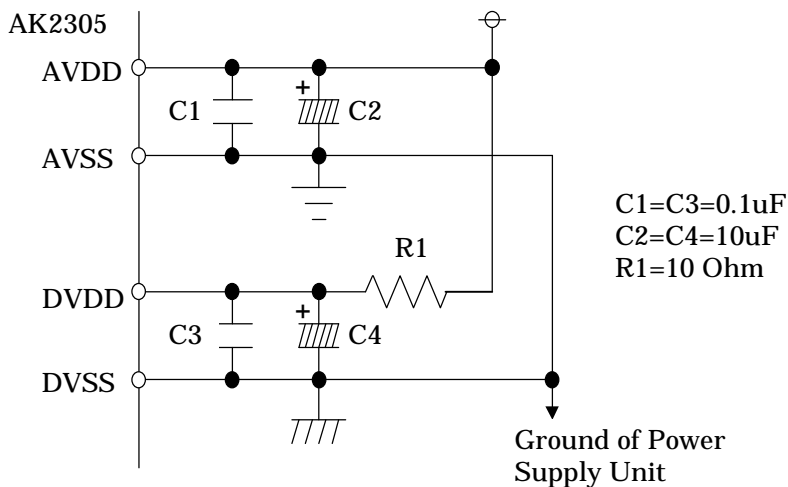 AK2305
AVDD
C1
+
C2
AVSS
C1=C3=0.1uF
C2=C4=10uF
R1=10 Ohm
R1
DVDD
C3
+
C4
DVSS
Ground of Power
Supply Unit